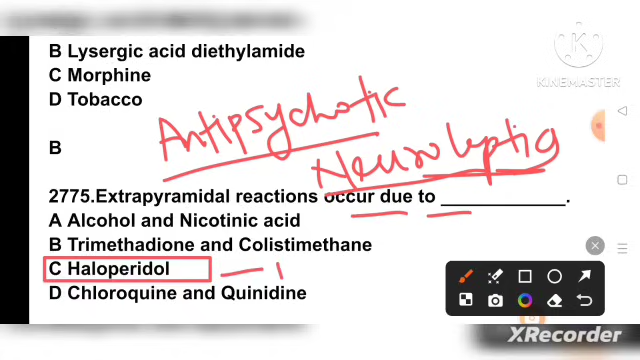 B Lysergic acid diethylamide
C Morphine
D Tobacco
KINEMASTER
Antipsychotic
B
Neuroleptic
2775.Extrapyramidal reactions occur due to ____________.
A Alcohol and Nicotinic acid
B Trimethadione and Colistimethane
C Haloperidol
D Chloroquine and Quinidine
XRecorder